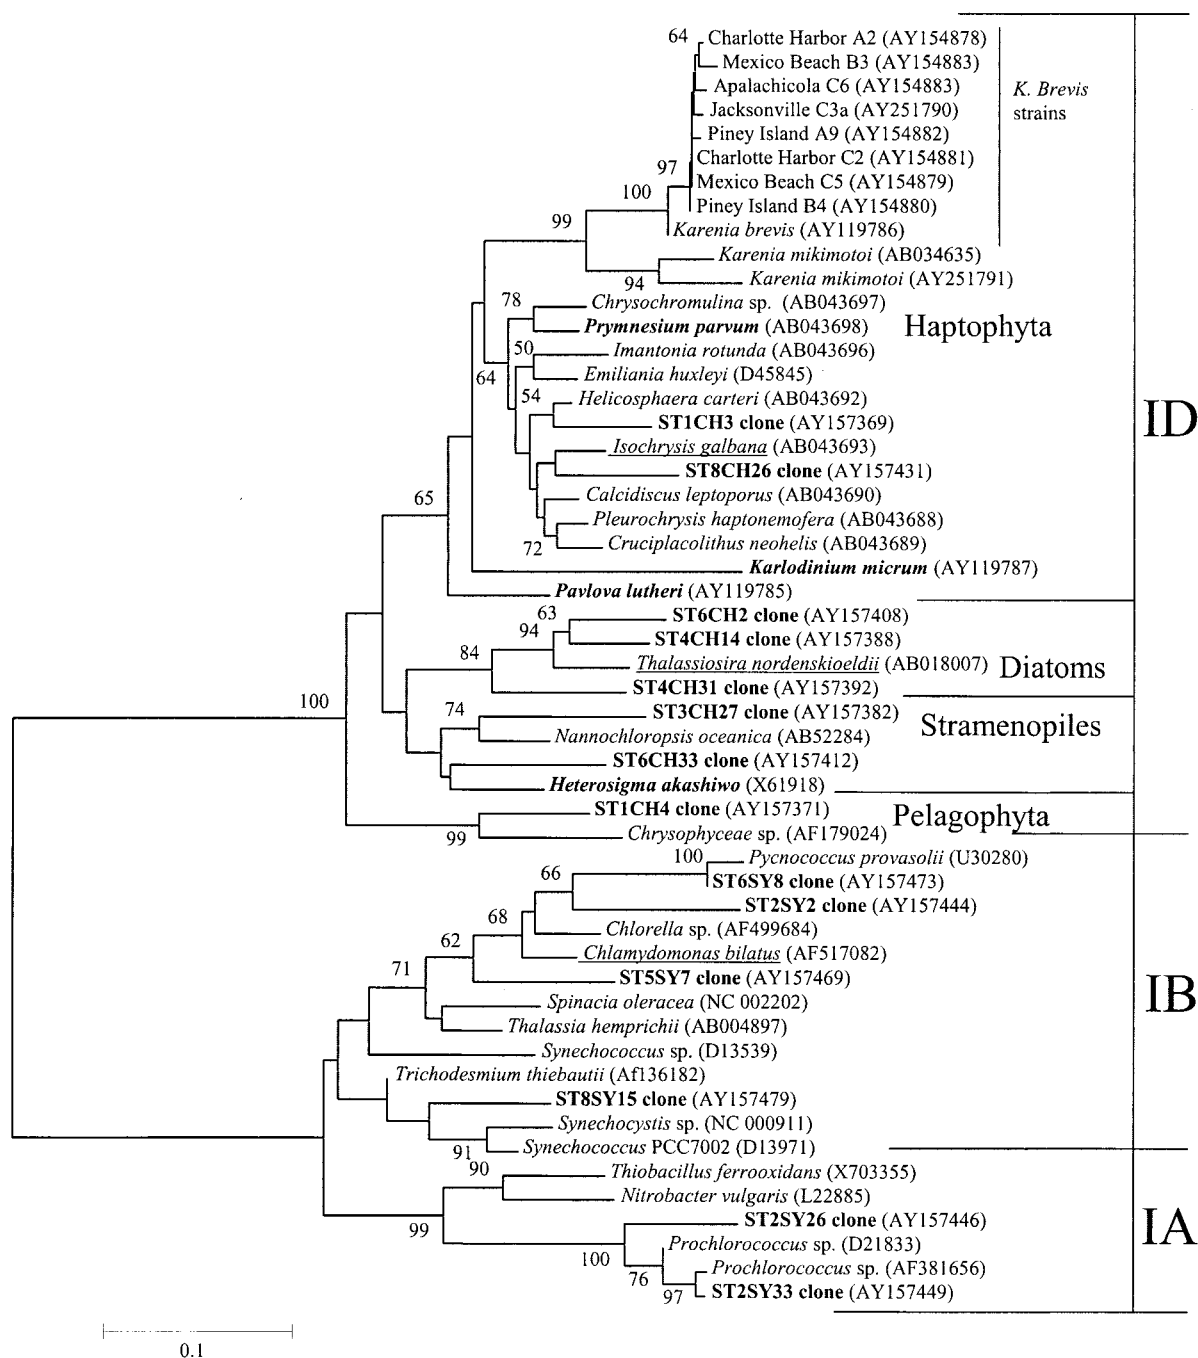 64
Charlotte Harbor A2 (AY154878)
Mexico Beach B3 (AY154883)
Apalachicola C6 (AY154883)
K. Brevis
strains
Jacksonville C3a (AY251790)
Piney Island A9 (AY154882)
Charlotte Harbor C2 (AY154881)
97
Mexico Beach C5 (AY154879)
100
Piney Island B4 (AY154880)
99
Karenia brevis (AY119786)
Karenia mikimotoi (AB034635)
94
Karenia mikimotoi (AY251791)
78
Chrysochromulina sp. (AB043697)
Prymnesium parvum (AB043698)
Haptophyta
50
Imantonia rotunda (AB043696)
64
Emiliania huxleyi (D45845)
54
Helicosphaera carteri (AB043692)
ST1CH3 clone (AY157369)
ID
Isochrysis galbana (AB043693)
ST8CH26 clone (AY157431)
65
Calcidiscus leptoporus (AB043690)
Pleurochrysis haptonemofera (AB043688)
72
Cruciplacolithus neohelis (AB043689)
Karlodinium micrum (AY119787)
Pavlova lutheri (AY119785)
63
ST6CH2 clone (AY157408)
94
ST4CH14 clone (AY157388)
84
Thalassiosira nordenskioeldii (AB018007)
Diatoms
ST4CH31 clone (AY157392)
100
74
ST3CH27 clone (AY157382)
Stramenopiles
Nannochloropsis oceanica (AB52284)
ST6CH33 clone (AY157412)
Heterosigma akashiwo (X61918)
ST1CH4 clone (AY157371)
Pelagophyta
99
Chrysophyceae sp. (AF179024)
100
Pycnococcus provasolii (U30280)
66
ST6SY8 clone (AY157473)
ST2SY2 clone (AY157444)
68
Chlorella sp. (AF499684)
62
Chlamydomonas bilatus (AF517082)
71
ST5SY7 clone (AY157469)
IB
Spinacia oleracea (NC 002202)
Thalassia hemprichii (AB004897)
Synechococcus sp. (D13539)
Trichodesmium thiebautii (Af136182)
ST8SY15 clone (AY157479)
Synechocystis sp. (NC 000911)
91
Synechococcus PCC7002 (D13971)
90
Thiobacillus ferrooxidans (X703355)
Nitrobacter vulgaris (L22885)
99
ST2SY26 clone (AY157446)
IA
Prochlorococcus sp. (D21833)
100
76
Prochlorococcus sp. (AF381656)
97
ST2SY33 clone (AY157449)
0.1